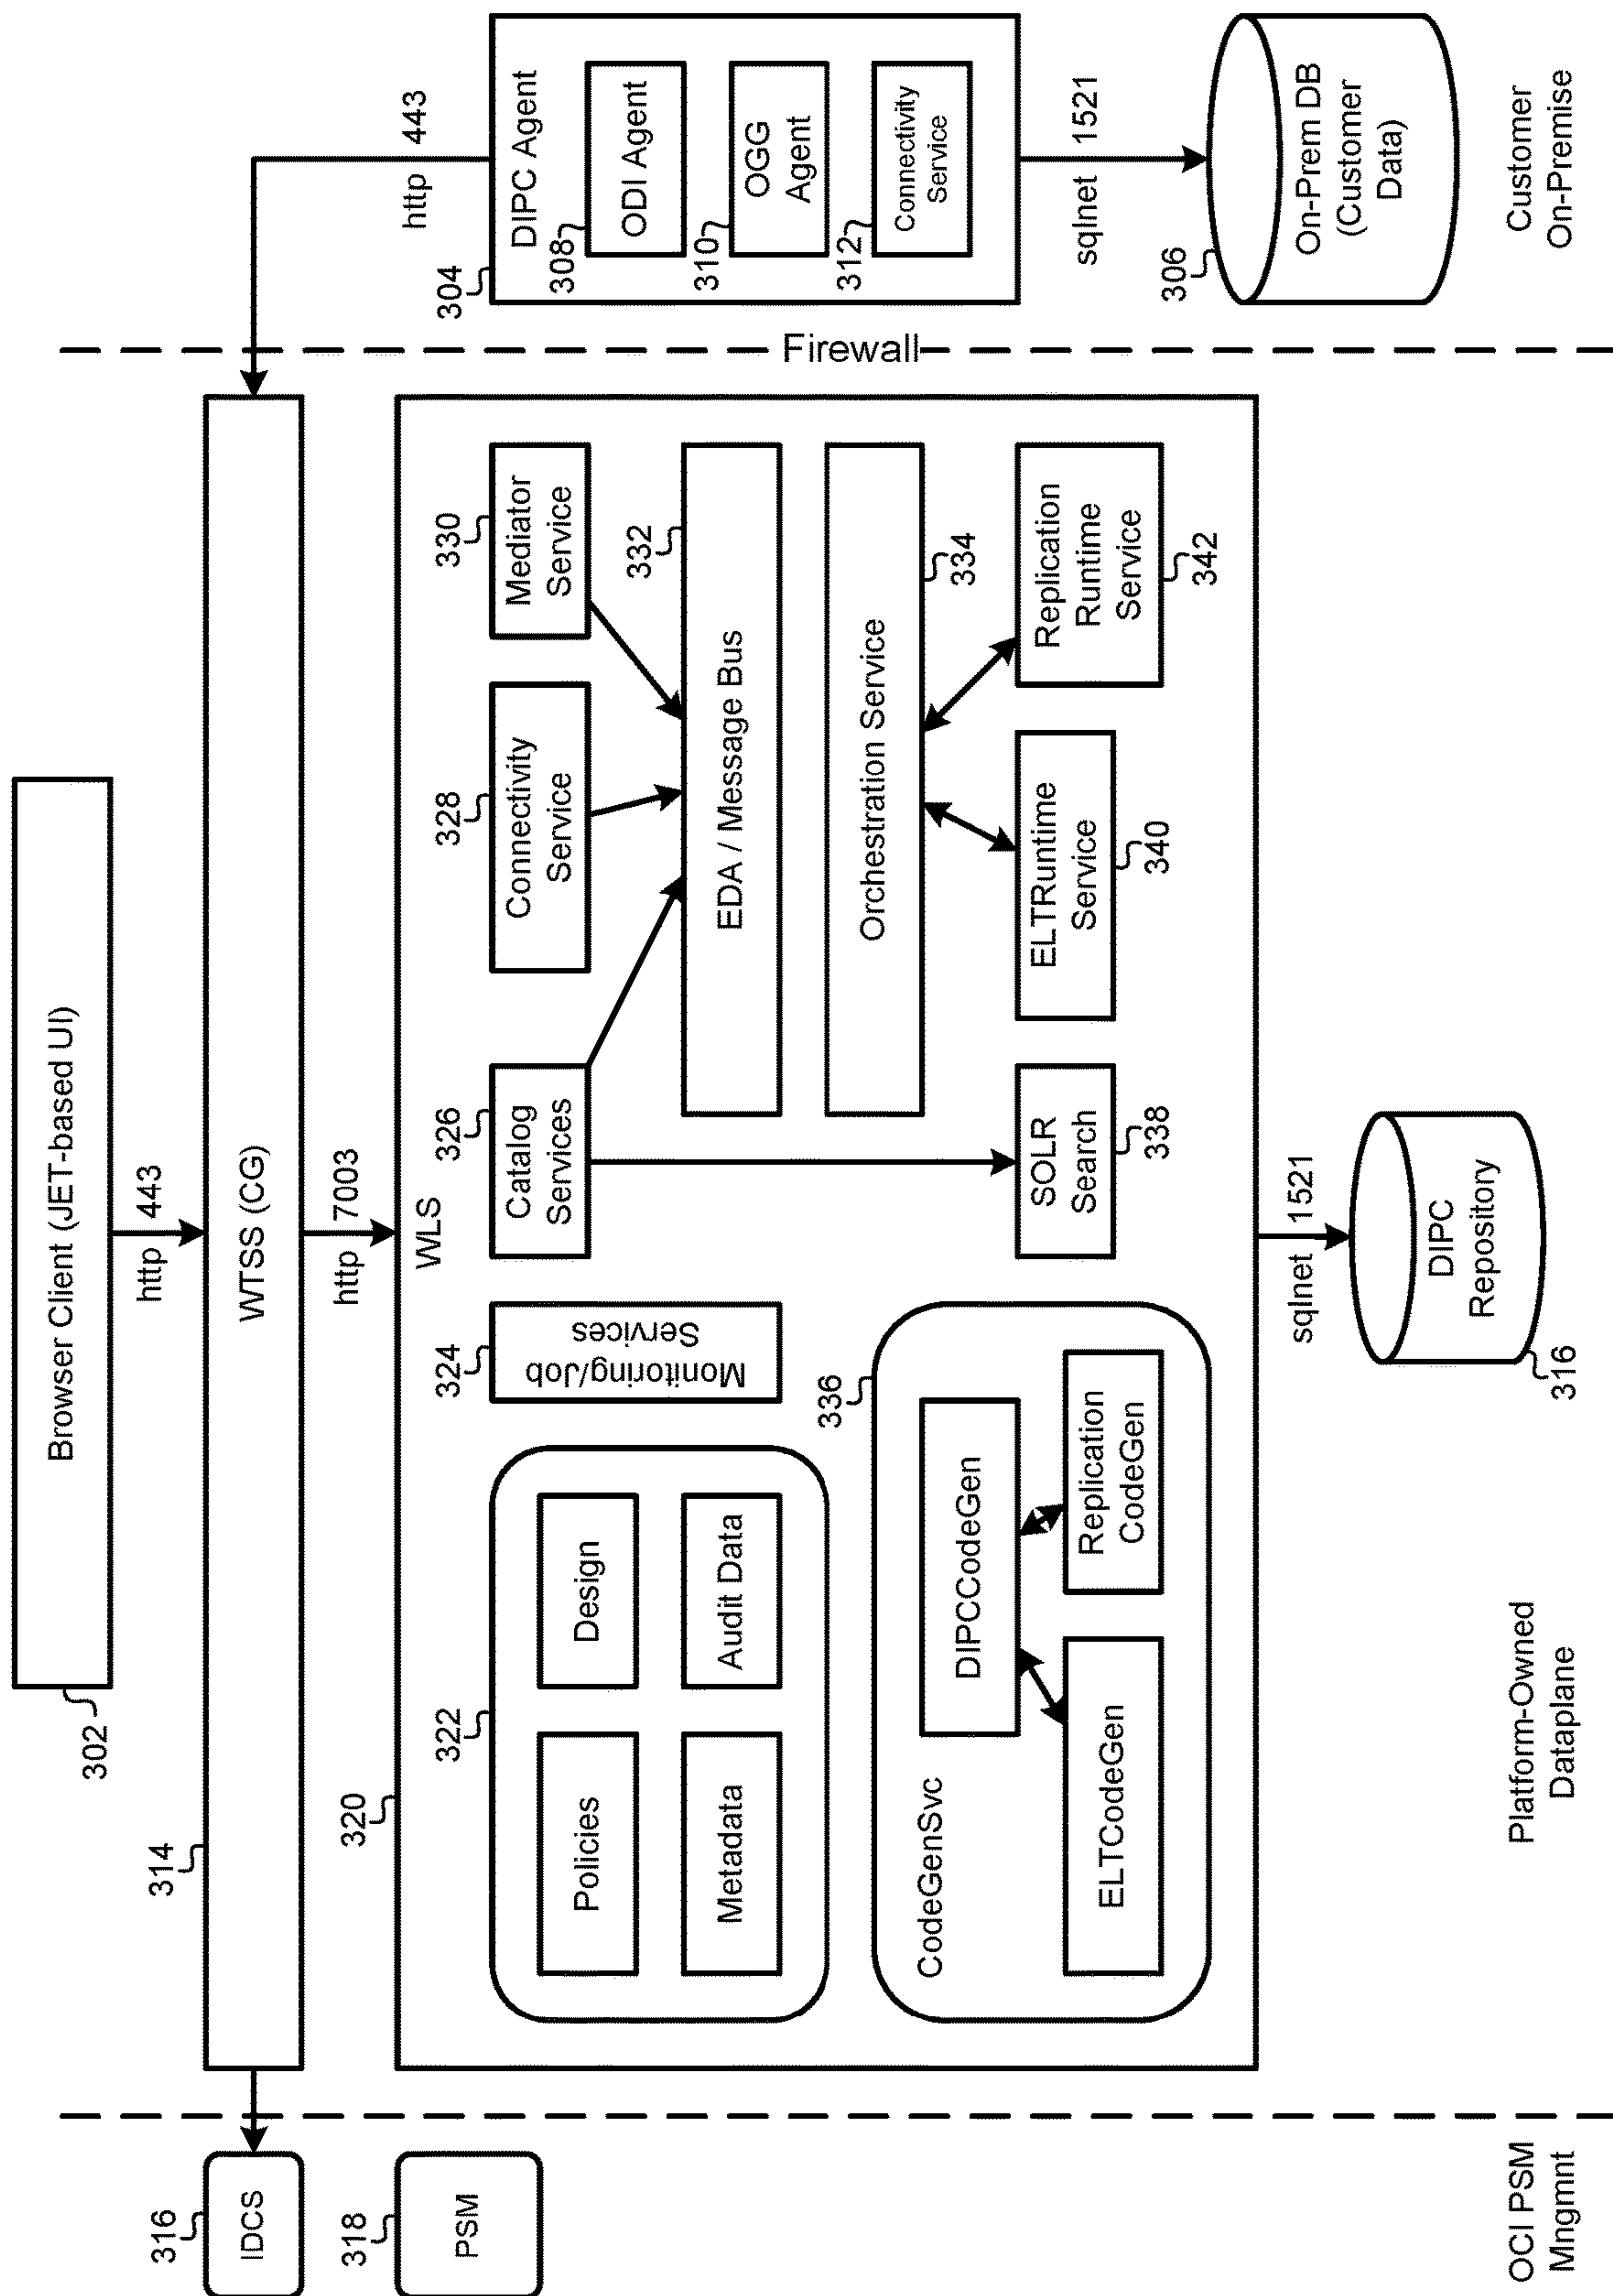 302
Browser Client (JET-based UI)
http 443
http 443
314
WTSS (CG)
316
IDCS
318
PSM
http 7003
320
WLS
322
Policies
Design
Metadata
Audit Data
324
Monitoring/Job
Services
326
Catalog
Services
328
Connectivity
Service
330
Mediator
Service
332
EDA / Message Bus
334
Orchestration Service
336
CodeGenSvc
DIPCCodeGen
ELTCodeGen
Replication
CodeGen
SOLR
Search
338
ELTRuntime
Service
340
Replication
Runtime
Service
342
sqlnet 1521
DIPC
Repository
316
Firewall
304
DIPC Agent
308
ODI Agent
310
OGG
Agent
312
Connectivity
Service
sqlnet 1521
306
On-Prem DB
(Customer
Data)
OCI PSM
Mngmnt
Platform-Owned
Dataplane
Customer
On-Premise